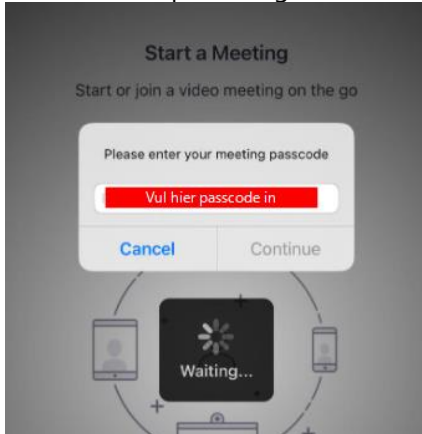 Start a Meeting
Start or join a video meeting on the go
Please enter your meeting passcode
Vul hier passcode in
Cancel Continue
Waiting...